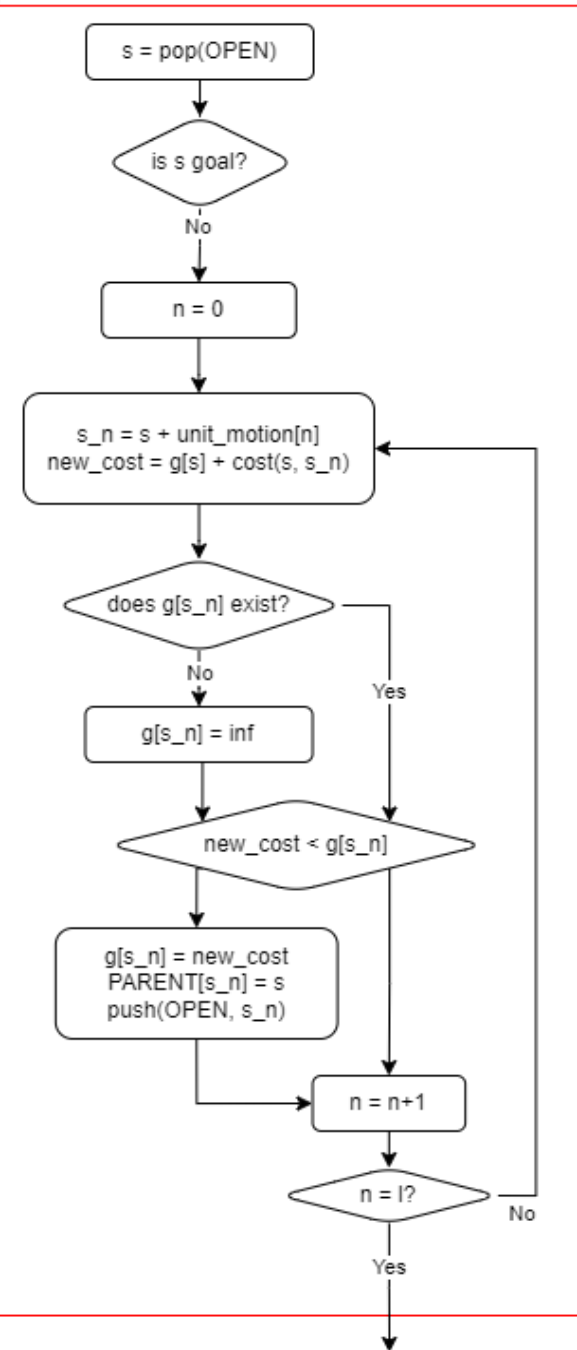 s = pop(OPEN)
is s goal?
No
n = 0
s_n = s + unit_motion[n]
new_cost = g[s] + cost(s, s_n)
does g[s_n] exist?
No
Yes
g[s_n] = inf
new_cost < g[s_n]
g[s_n] = new_cost
PARENT[s_n] = s
push(OPEN, s_n)
n = n+1
n = l?
No
Yes